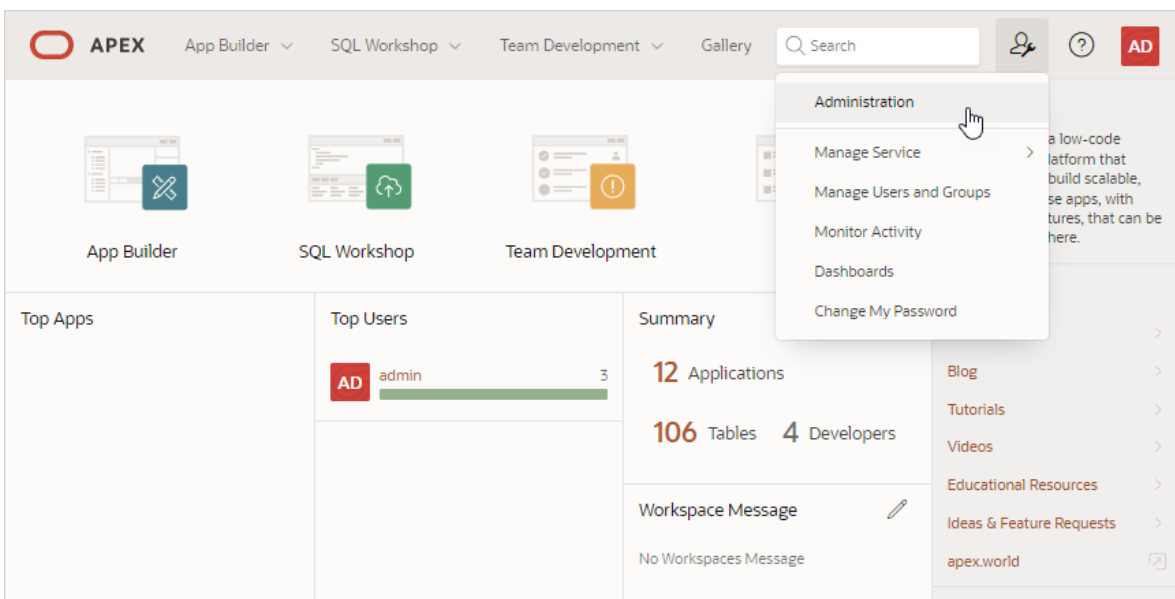 APEX
App Builder
SQL Workshop
Team Development
Gallery
Search
AD
Administration
Manage Service
Manage Users and Groups
Monitor Activity
Dashboards
Change My Password
a low-code
latform that
build scalable,
se apps, with
tures, that can be
here.
App Builder
SQL Workshop
Team Development
Top Apps
Top Users
AD
admin
3
Summary
12 Applications
106 Tables
4 Developers
Workspace Message
No Workspaces Message
Blog
Tutorials
Videos
Educational Resources
Ideas & Feature Requests
apex.world